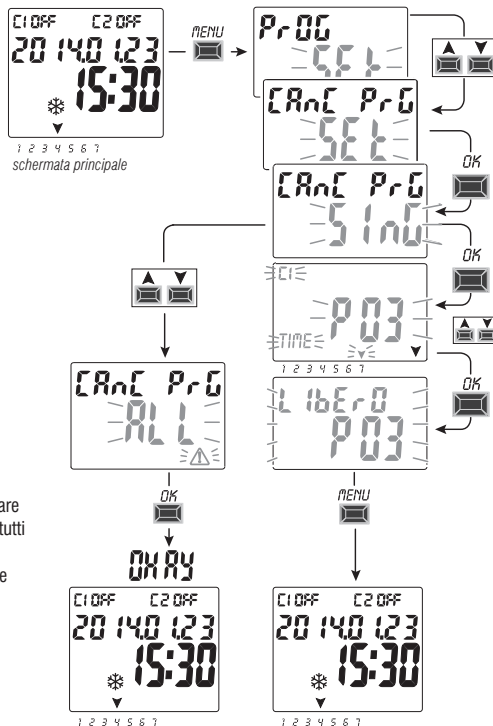 C1 OFF C2 OFF
2014.01.23
15:30
1 2 3 4 5 6 7
schermata principale
MENU
PrOG
SEt
CAnC PrG
SEt
OK
CAnC PrG
SInG
OK
C1
P03
TIME
1 2 3 4 5 6 7
OK
LIbErO
P03
CAnC PrG
ALL
OK
OKAY
MENU
are
tutti
e
C1 OFF C2 OFF
2014.01.23
15:30
1 2 3 4 5 6 7
C1 OFF C2 OFF
2014.01.23
15:30
1 2 3 4 5 6 7